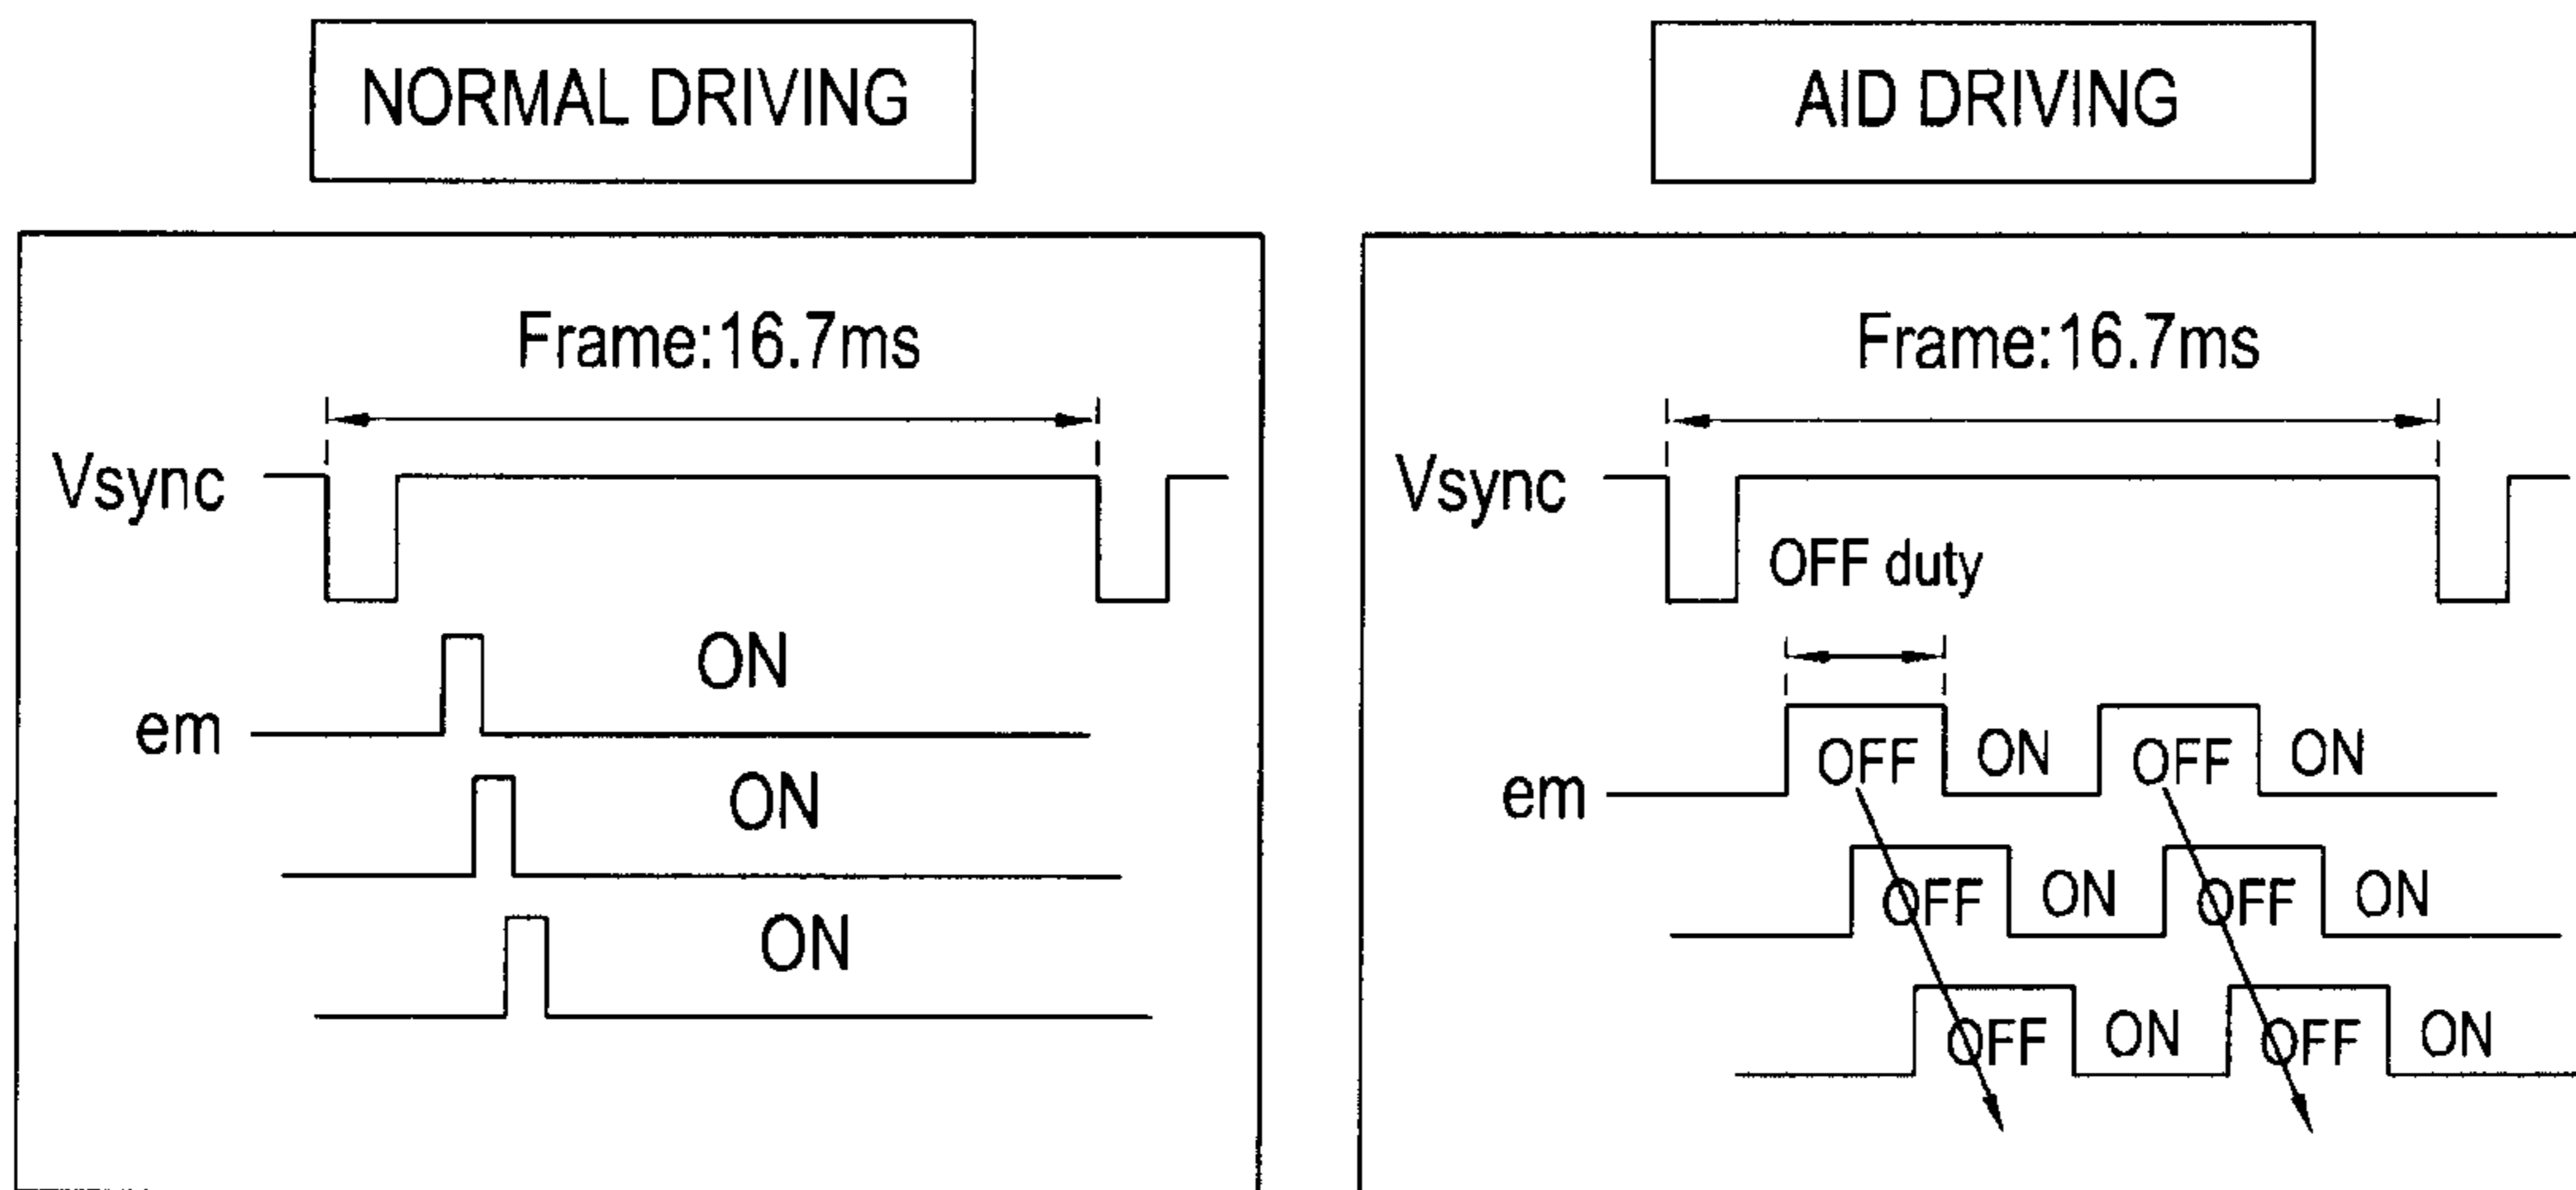 NORMAL DRIVING
Frame:16.7ms
Vsync
ON
em
ON
ON
AID DRIVING
Frame:16.7ms
Vsync
OFF duty
OFF ON OFF ON
em
OFF ON OFF ON
OFF ON OFF ON